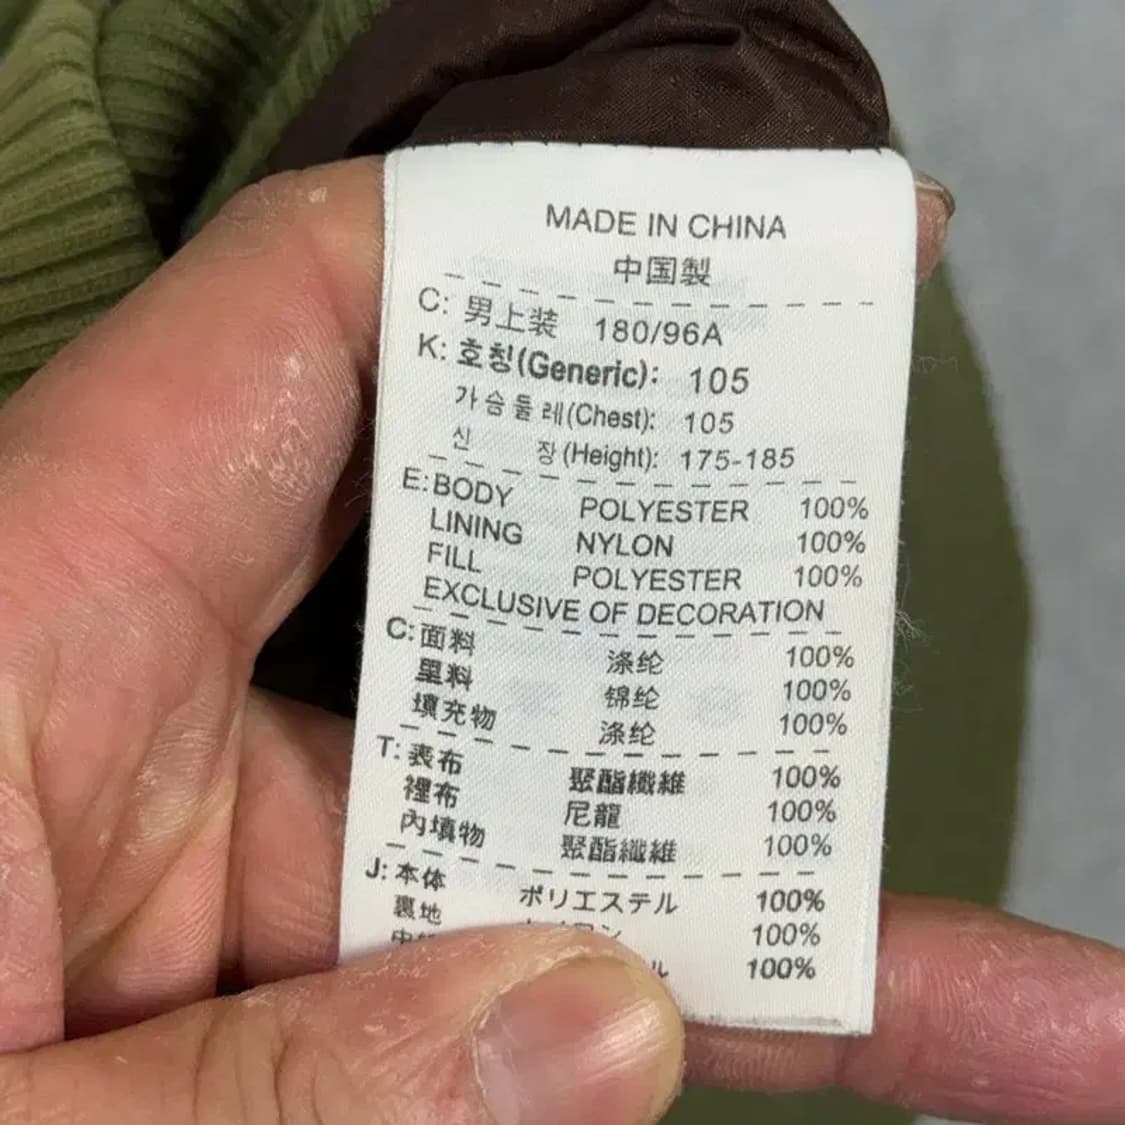 MADE IN CHINA
中国製
C: 男上装 180/96A
K: 호칭(Generic): 105
가슴둘레(Chest): 105
신 장(Height): 175-185
E:BODY POLYESTER 100%
LINING NYLON 100%
FILL POLYESTER 100%
EXCLUSIVE OF DECORATION
C:面料 涤纶 100%
里料 锦纶 100%
填充物 涤纶 100%
T:表布 聚酯纖維 100%
裡布 尼龍 100%
內填物 聚酯纖維 100%
J:本体 ポリエステル 100%
裏地 100%
100%